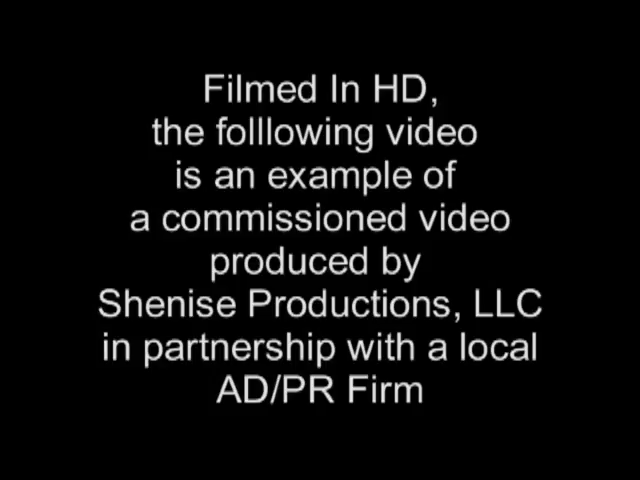 Filmed In HD,
the folllowing video
is an example of
a commissioned video
produced by
Shenise Productions, LLC
in partnership with a local
AD/PR Firm